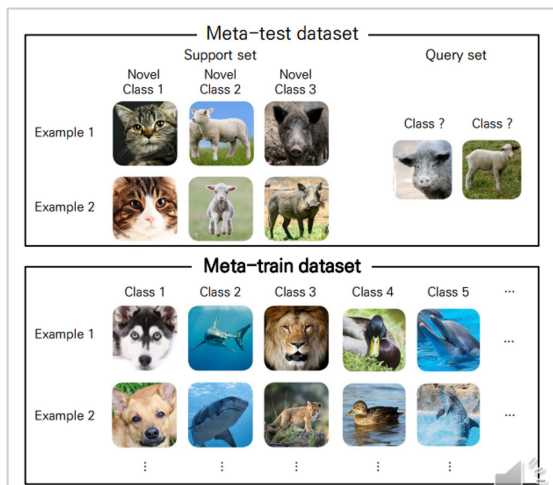 Meta-test dataset
Support set
Query set
Novel Class 1
Novel Class 2
Novel Class 3
Class ?
Class ?
Example 1
Example 2
Meta-train dataset
Class 1
Class 2
Class 3
Class 4
Class 5
...
Example 1
...
Example 2
...
⋮
⋮
⋮
⋮
⋮